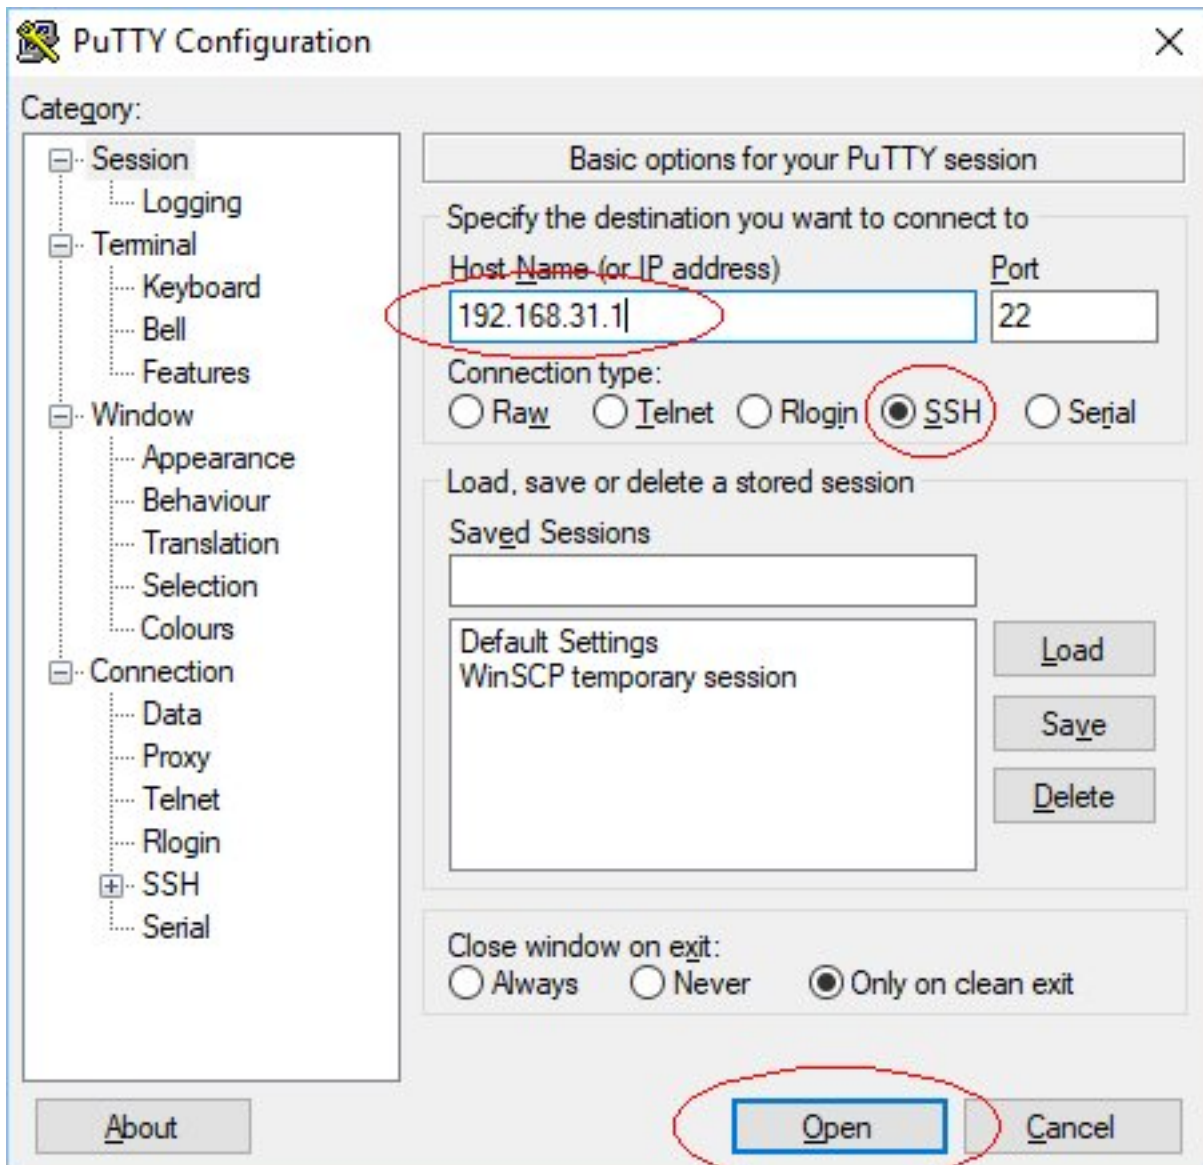 PuTTY Configuration
Category:
Session
Logging
Terminal
Keyboard
Bell
Features
Window
Appearance
Behaviour
Translation
Selection
Colours
Connection
Data
Proxy
Telnet
Rlogin
SSH
Serial
Basic options for your PuTTY session
Specify the destination you want to connect to
Host Name (or IP address) Port
192.168.31.1 22
Connection type:
Raw Telnet Rlogin SSH Serial
Load, save or delete a stored session
Saved Sessions
Default Settings
WinSCP temporary session
Load
Save
Delete
Close window on exit:
Always Never Only on clean exit
About Open Cancel